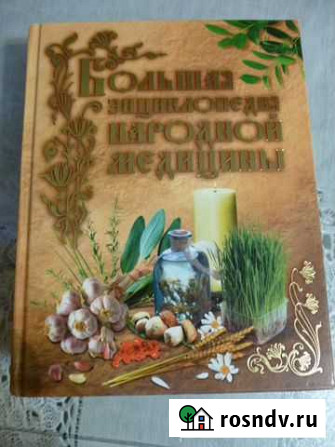 Большая
энциклопедия
народной
медицины
rosndv.ru